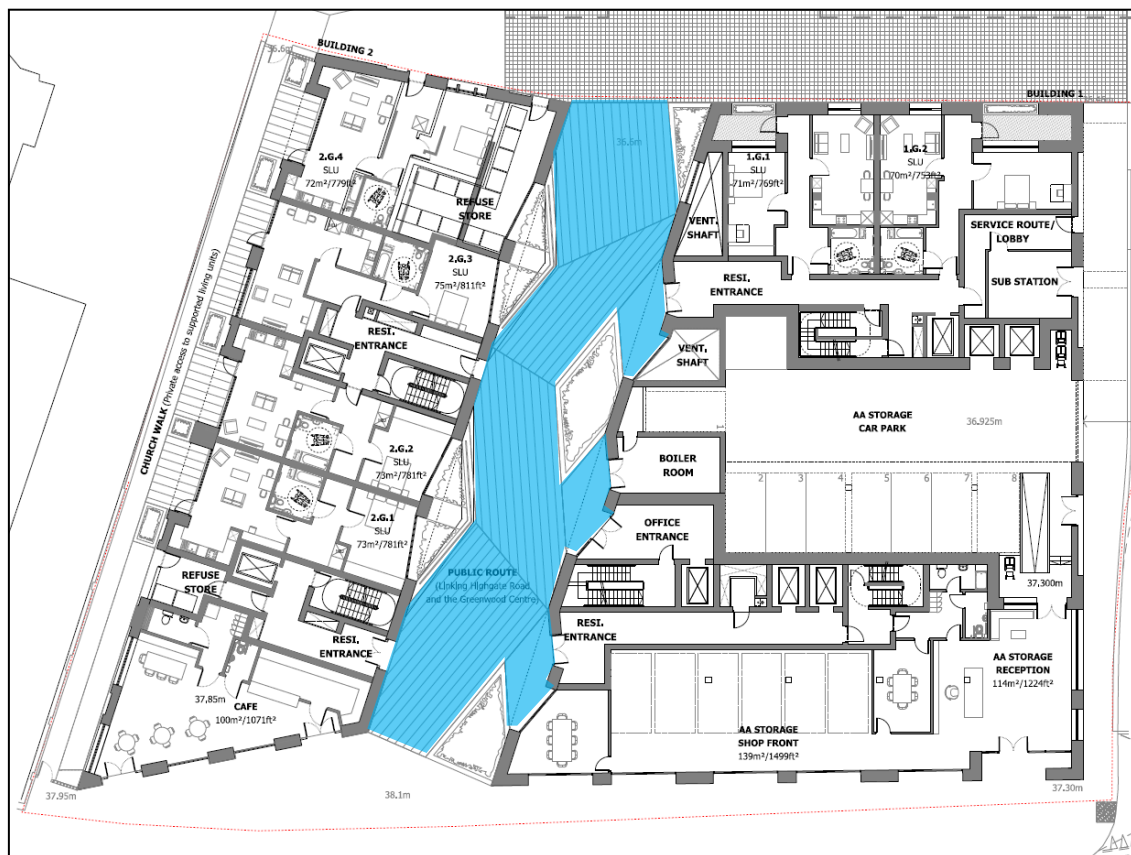 BUILDING 2
36.6m
BUILDING 1
36.6m
2.G.4
SLU
72m²/779ft²
REFUSE
STORE
1.G.1
SLU
71m²/769ft²
1.G.2
SLU
70m²/753ft²
VENT.
SHAFT
SERVICE ROUTE/
LOBBY
SUB STATION
2.G.3
SLU
75m²/811ft²
RESI.
ENTRANCE
RESI.
ENTRANCE
VENT.
SHAFT
CHURCH WALK (Private access to supported living units)
AA STORAGE
CAR PARK
36.925m
1
2.G.2
SLU
73m²/781ft²
BOILER
ROOM
2
3
4
5
6
7
8
2.G.1
SLU
73m²/781ft²
OFFICE
ENTRANCE
PUBLIC ROUTE
(Linking Highgate Road
and the Greenwood Centre)
37,300m
REFUSE
STORE
RESI.
ENTRANCE
RESI.
ENTRANCE
AA STORAGE
RECEPTION
114m²/1224ft²
37,85m
CAFE
100m²/1071ft²
AA STORAGE
SHOP FRONT
139m²/1499ft²
37.95m
38.1m
37.30m